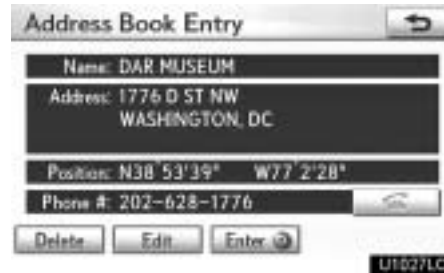 Address Book Entry
Name: DAR MUSEUM
Address: 1776 D ST NW
WASHINGTON, DC
Position: N38°53'39" W77°2'28"
Phone #: 202-628-1776
Delete Edit Enter
U1027LC